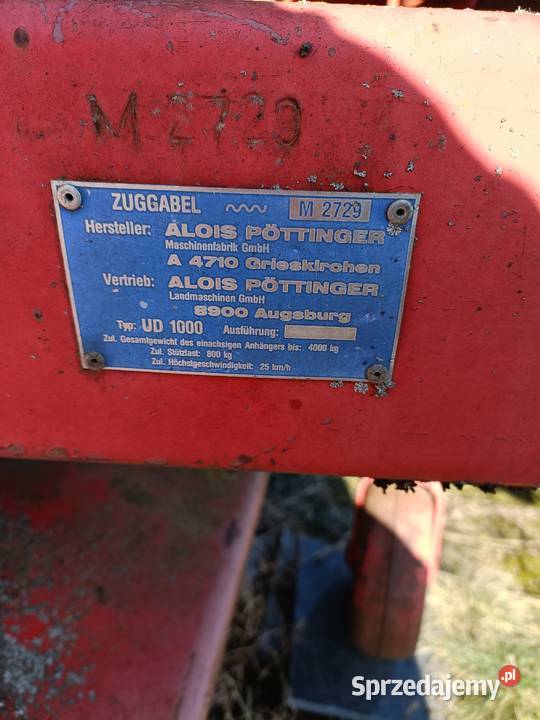 M 2729
ZUGGABEL M 2729
Hersteller: ALOIS PÖTTINGER
Maschinenfabrik GmbH
A 4710 Grieskirchen
Vertrieb: ALOIS PÖTTINGER
Landmaschinen GmbH
8900 Augsburg
Typ: UD 1000 Ausführung:
Zul. Gesamtgewicht des einachsigen Anhängers bis: 4000 kg
Zul. Stützlast: 800 kg
Zul. Höchstgeschwindigkeit: 25 km/h
Sprzedajemy.pl